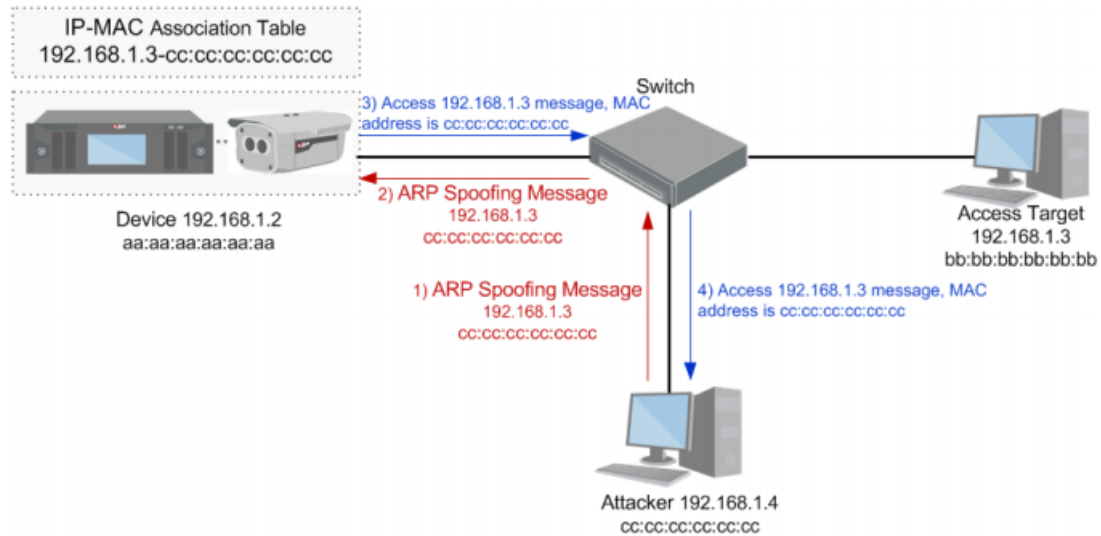 IP-MAC Association Table
192.168.1.3-cc:cc:cc:cc:cc:cc
Switch
3) Access 192.168.1.3 message, MAC
address is cc:cc:cc:cc:cc:cc
2) ARP Spoofing Message
192.168.1.3
cc:cc:cc:cc:cc:cc
Device 192.168.1.2
aa:aa:aa:aa:aa:aa
Access Target
192.168.1.3
bb:bb:bb:bb:bb:bb
1) ARP Spoofing Message
192.168.1.3
cc:cc:cc:cc:cc:cc
4) Access 192.168.1.3 message, MAC
address is cc:cc:cc:cc:cc:cc
Attacker 192.168.1.4
cc:cc:cc:cc:cc:cc